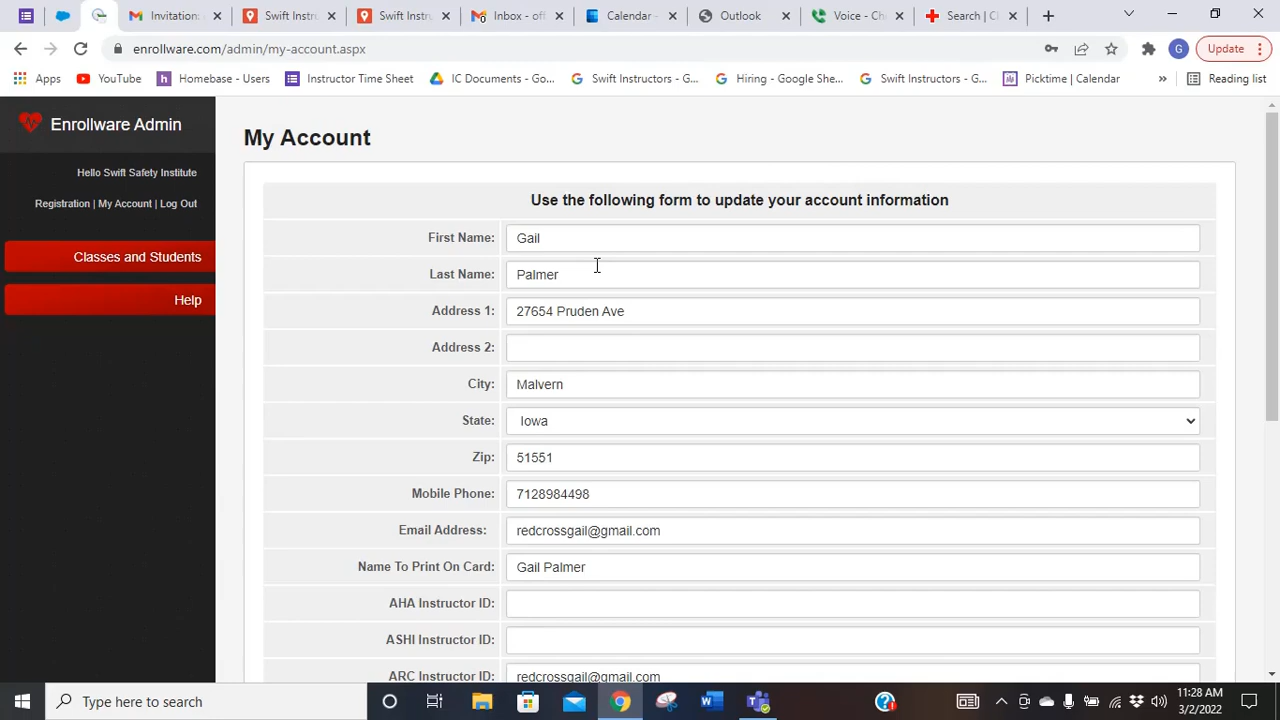 Invitation:
Swift Instru
Swift Instru
Inbox - off
Calendar -
Outlook
Voice - Ch
Search | Cl
enrollware.com/admin/my-account.aspx
G
Update
Apps
YouTube
Homebase - Users
Instructor Time Sheet
IC Documents - Go...
Swift Instructors - G...
Hiring - Google She...
Swift Instructors - G...
Picktime | Calendar
»
Reading list
Enrollware Admin
Hello Swift Safety Institute
Registration | My Account | Log Out
Classes and Students
Help
My Account
Use the following form to update your account information
First Name: Gail
Last Name: Palmer
Address 1: 27654 Pruden Ave
Address 2:
City: Malvern
State: Iowa
Zip: 51551
Mobile Phone: 7128984498
Email Address: redcrossgail@gmail.com
Name To Print On Card: Gail Palmer
AHA Instructor ID:
ASHI Instructor ID:
ARC Instructor ID: redcrossgail@gmail.com
Type here to search
11:28 AM
3/2/2022